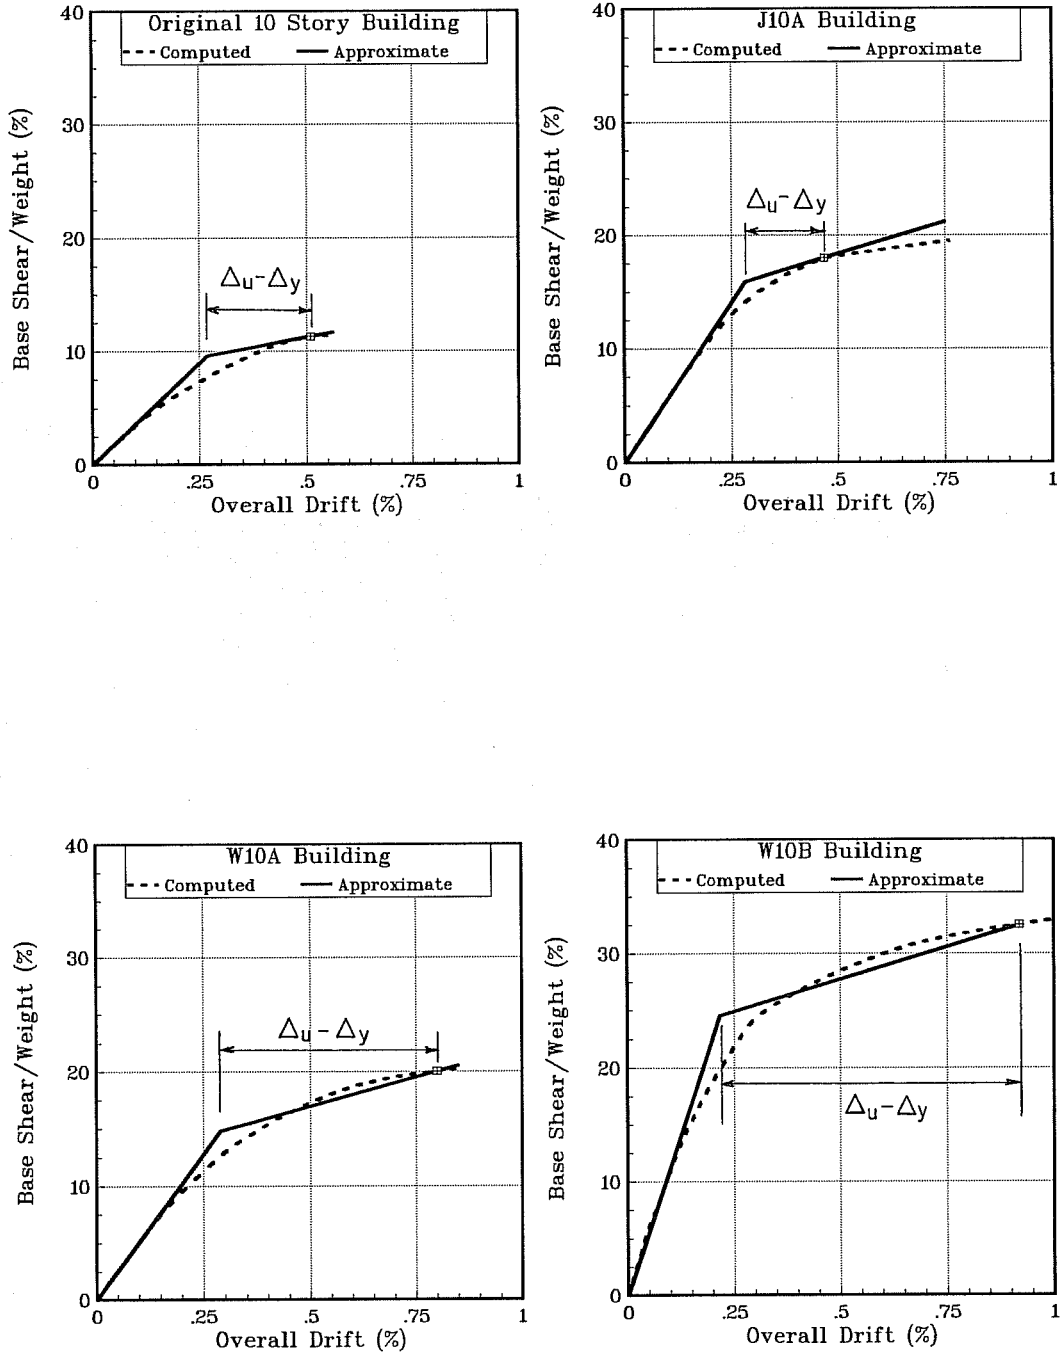 Original 10 Story Building
Computed Approximate
40
30
20
10
0
Base Shear/Weight (%)
Δu-Δy
0 .25 .5 .75 1
Overall Drift (%)
J10A Building
Computed Approximate
40
30
20
10
0
Base Shear/Weight (%)
Δu-Δy
0 .25 .5 .75 1
Overall Drift (%)
W10A Building
Computed Approximate
40
30
20
10
0
Base Shear/Weight (%)
Δu-Δy
0 .25 .5 .75 1
Overall Drift (%)
W10B Building
Computed Approximate
40
30
20
10
0
Base Shear/Weight (%)
Δu-Δy
0 .25 .5 .75 1
Overall Drift (%)